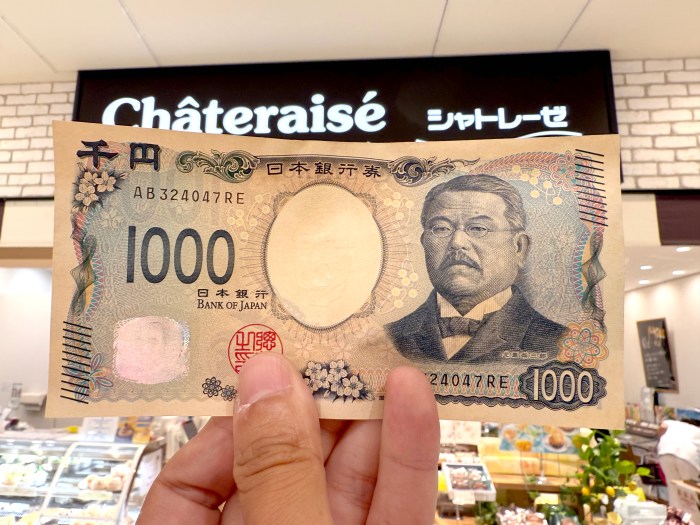 Châteraisé
シャトレーゼ
千円
日本銀行券
AB324047RE
1000
日本銀行
BANK OF JAPAN
24047RE
1000